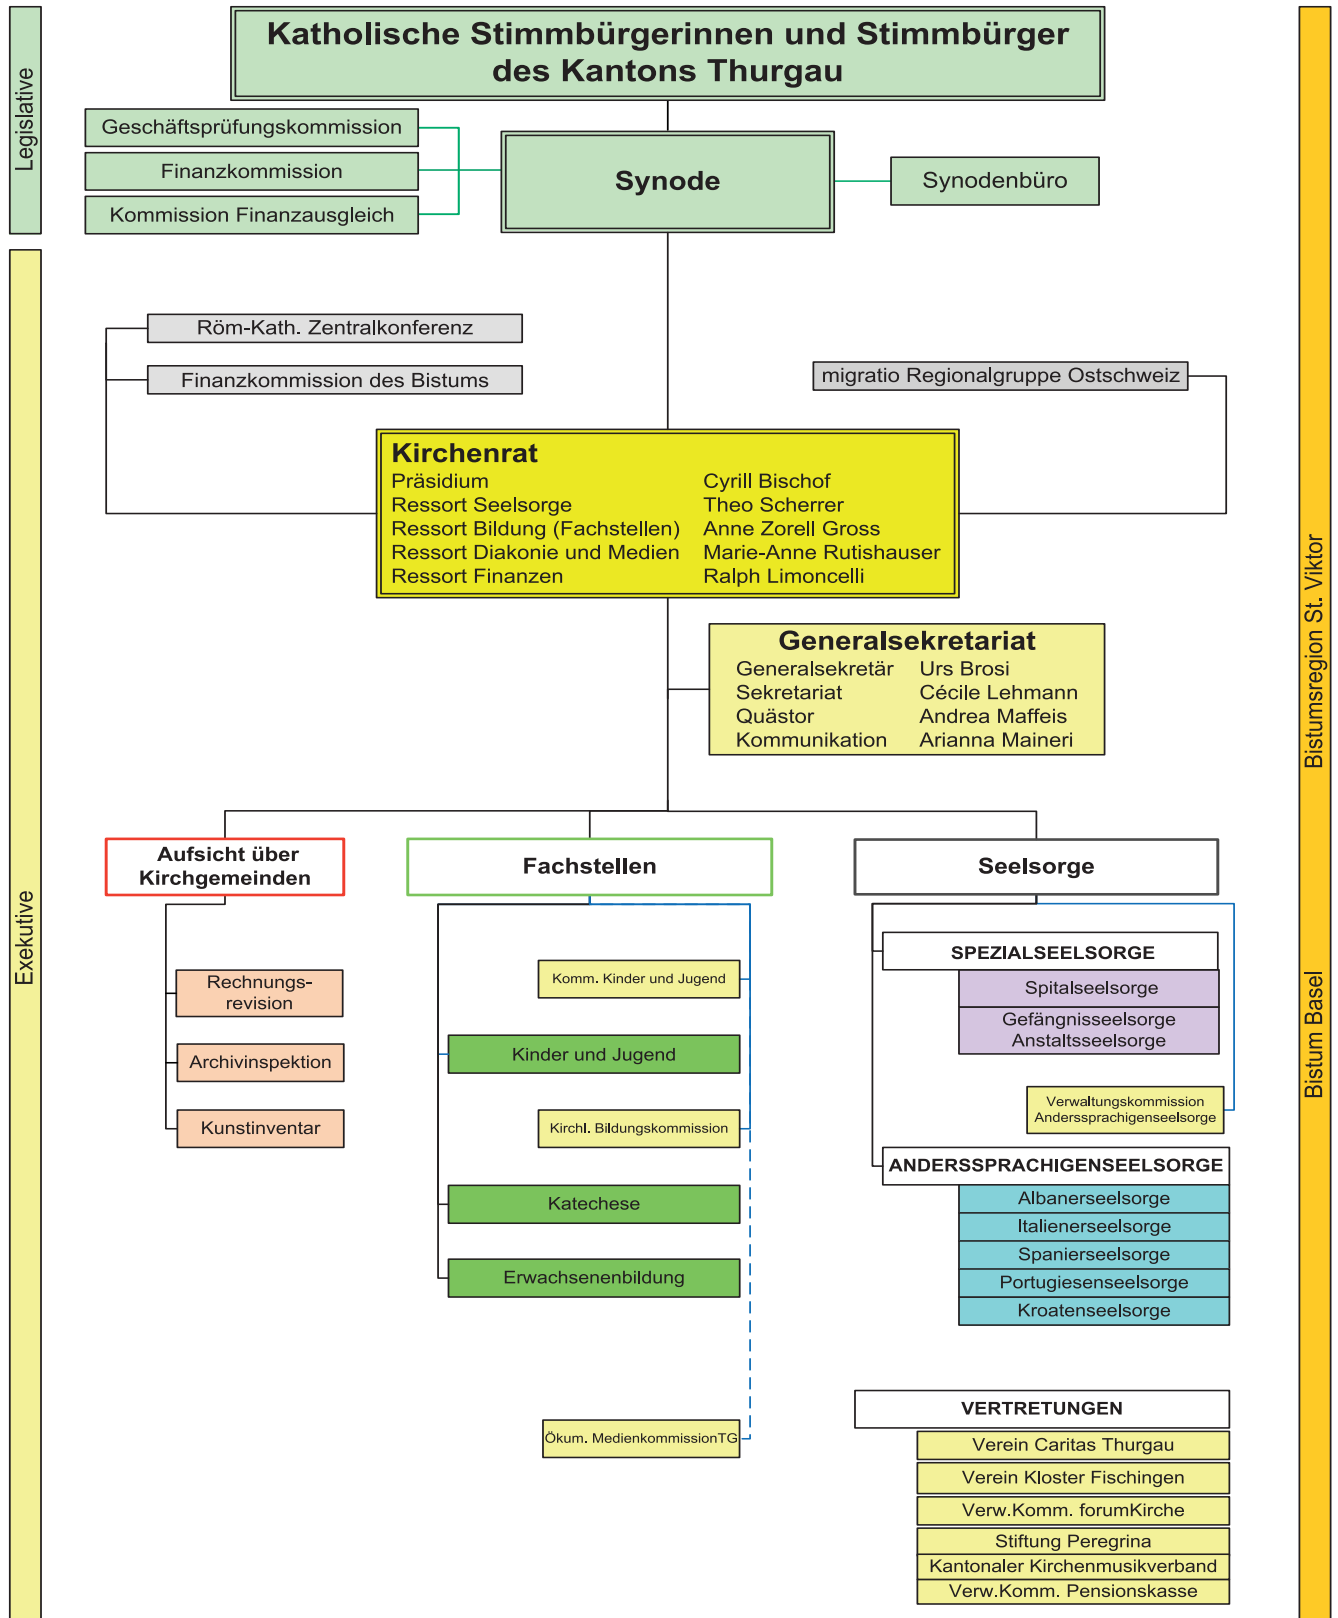 Katholische Stimmbürgerinnen und Stimmbürger
des Kantons Thurgau
Legislative
Geschäftsprüfungskommission
Finanzkommission
Kommission Finanzausgleich
Synode
Synodenbüro
Exekutive
Röm-Kath. Zentralkonferenz
Finanzkommission des Bistums
migratio Regionalgruppe Ostschweiz
Kirchenrat
Präsidium Cyrill Bischof
Ressort Seelsorge Theo Scherrer
Ressort Bildung (Fachstellen) Anne Zorell Gross
Ressort Diakonie und Medien Marie-Anne Rutishauser
Ressort Finanzen Ralph Limoncelli
Generalsekretariat
Generalsekretär Urs Brosi
Sekretariat Cécile Lehmann
Quästor Andrea Maffeis
Kommunikation Arianna Maineri
Aufsicht über
Kirchgemeinden
Rechnungs-
revision
Archivinspektion
Kunstinventar
Fachstellen
Komm. Kinder und Jugend
Kinder und Jugend
Kirchl. Bildungskommission
Katechese
Erwachsenenbildung
Ökum. MedienkommissionTG
Seelsorge
SPEZIALSEELSORGE
Spitalseelsorge
Gefängnisseelsorge
Anstaltsseelsorge
Verwaltungskommission
Anderssprachigenseelsorge
ANDERSSPRACHIGENSEELSORGE
Albanerseelsorge
Italienerseelsorge
Spanierseelsorge
Portugiesenseelsorge
Kroatenseelsorge
VERTRETUNGEN
Verein Caritas Thurgau
Verein Kloster Fischingen
Verw.Komm. forumKirche
Stiftung Peregrina
Kantonaler Kirchenmusikverband
Verw.Komm. Pensionskasse
Bistumsregion St. Viktor
Bistum Basel